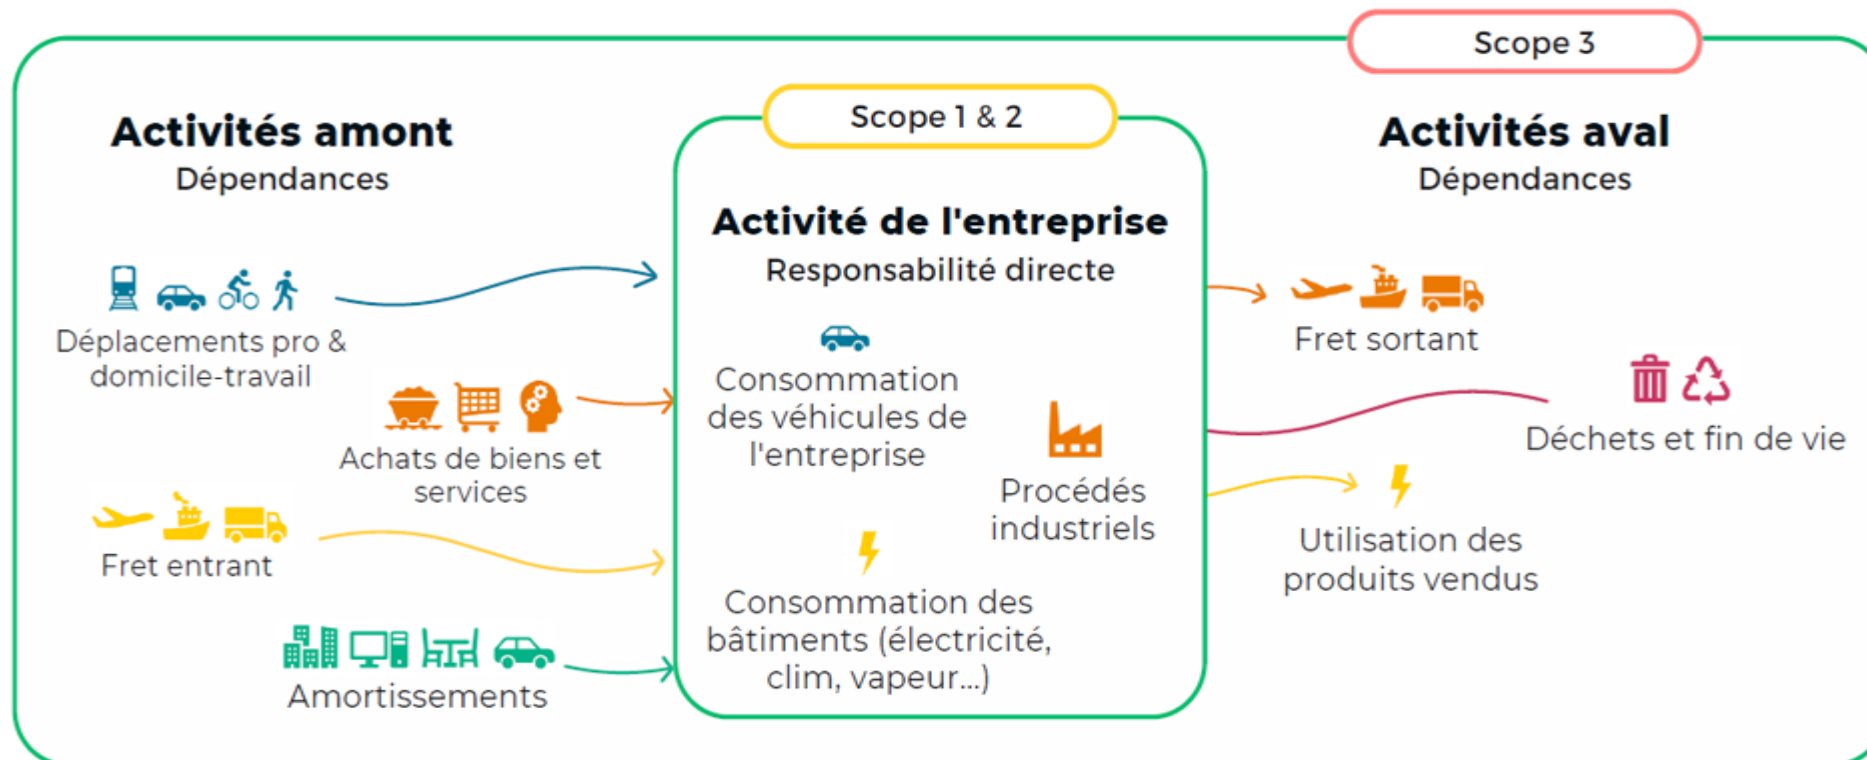 Scope 3
Scope 1 & 2
Activités amont
Dépendances
Déplacements pro &
domicile-travail
Achats de biens et
services
Fret entrant
Amortissements
Activité de l'entreprise
Responsabilité directe
Consommation
des véhicules de
l'entreprise
Procédés
industriels
Consommation des
bâtiments (électricité,
clim, vapeur...)
Activités aval
Dépendances
Fret sortant
Déchets et fin de vie
Utilisation des
produits vendus